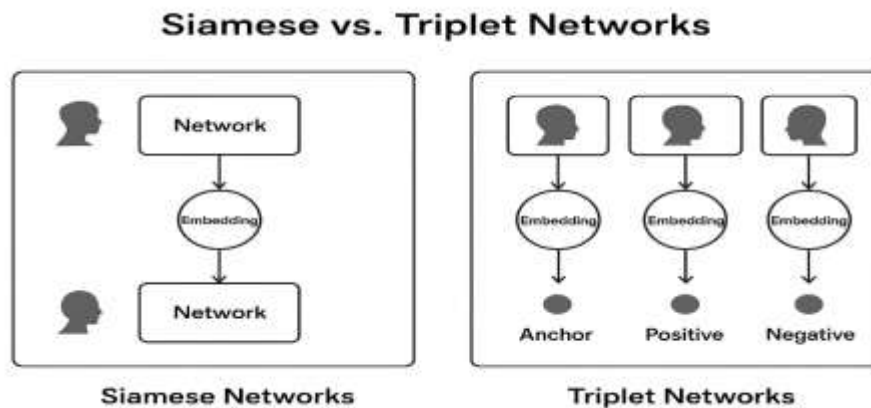 Siamese vs. Triplet Networks
Network
Embedding
Network
Siamese Networks
Embedding Embedding Embedding
Anchor Positive Negative
Triplet Networks